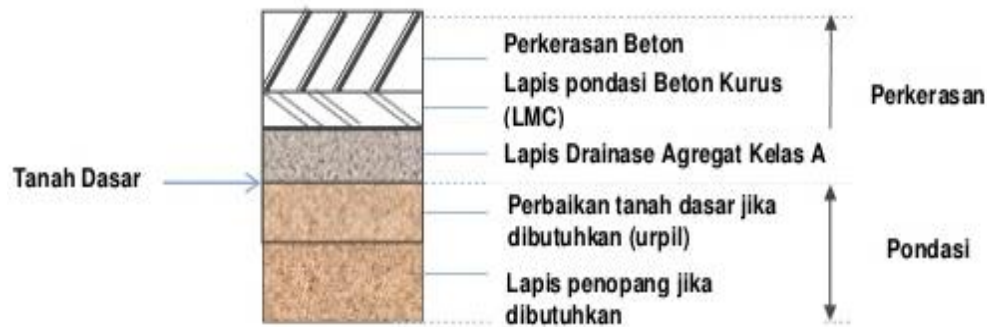 Perkerasan Beton
Lapis pondasi Beton Kurus
(LMC)
Lapis Drainase Agregat Kelas A
Perkerasan
Tanah Dasar
Perbaikan tanah dasar jika
dibutuhkan (urpil)
Lapis penopang jika
dibutuhkan
Pondasi